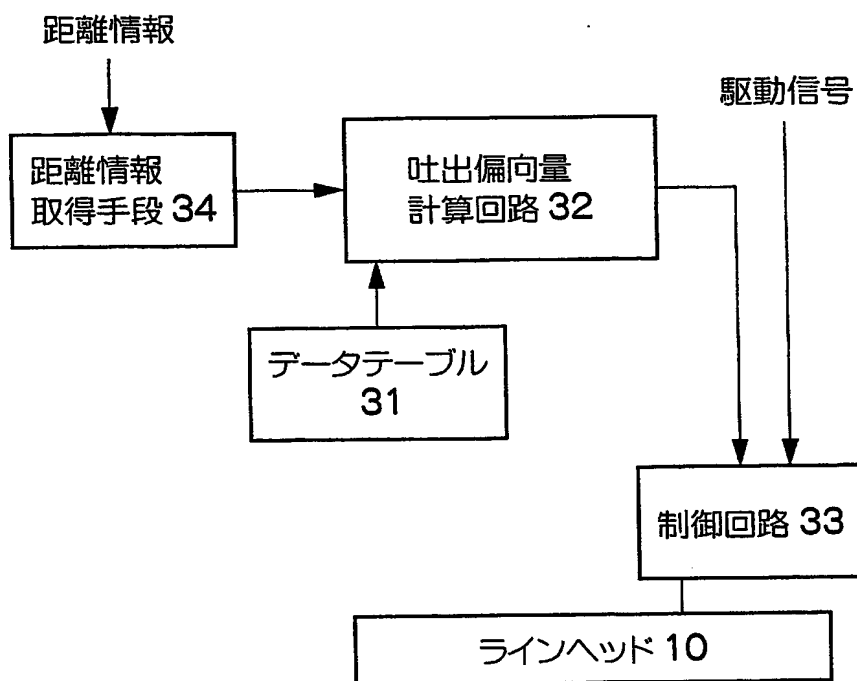 距離情報
駆動信号
距離情報
取得手段 34
吐出偏向量
計算回路 32
データテーブル
31
制御回路 33
ラインヘッド 10